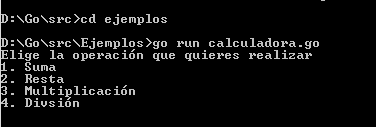 D:\Go\src>cd ejemplos
D:\Go\src\Ejemplos>go run calculadora.go
Elige la operación que quieres realizar
1. Suma
2. Resta
3. Multiplicación
4. Divsión